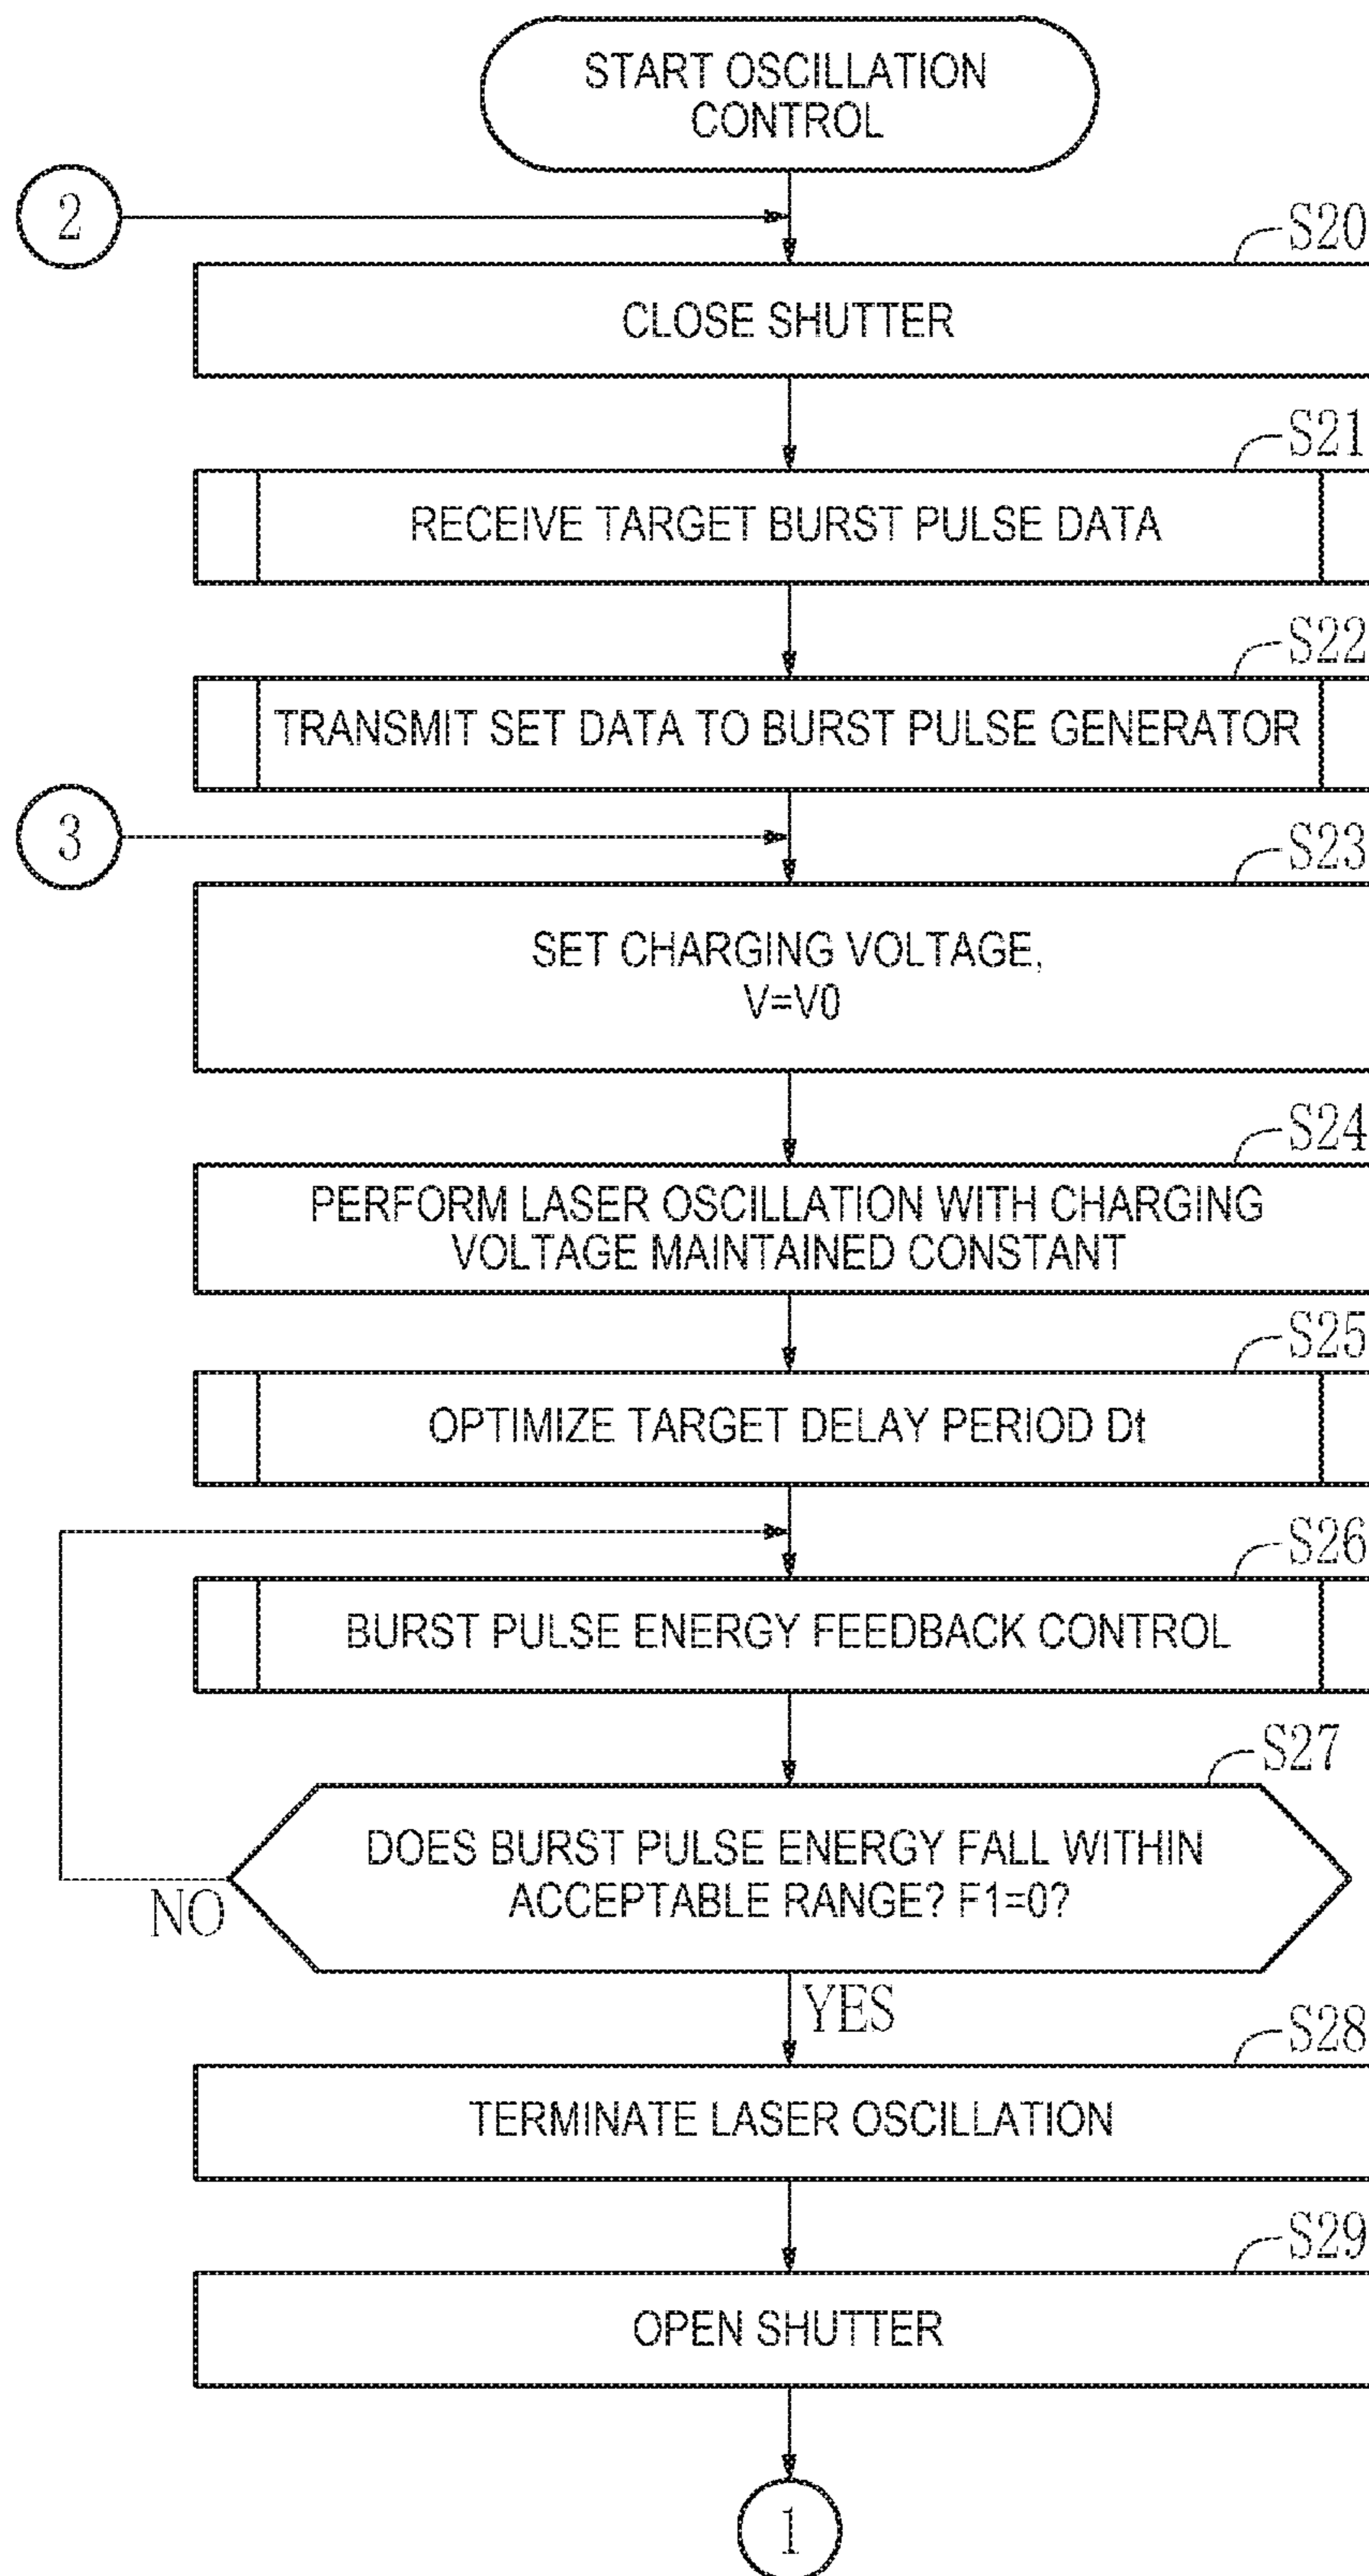 START OSCILLATION
CONTROL
2
S20
CLOSE SHUTTER
S21
RECEIVE TARGET BURST PULSE DATA
S22
TRANSMIT SET DATA TO BURST PULSE GENERATOR
3
S23
SET CHARGING VOLTAGE,
V=V0
S24
PERFORM LASER OSCILLATION WITH CHARGING
VOLTAGE MAINTAINED CONSTANT
S25
OPTIMIZE TARGET DELAY PERIOD Dt
S26
BURST PULSE ENERGY FEEDBACK CONTROL
S27
DOES BURST PULSE ENERGY FALL WITHIN
ACCEPTABLE RANGE? F1=0?
NO
YES
S28
TERMINATE LASER OSCILLATION
S29
OPEN SHUTTER
1